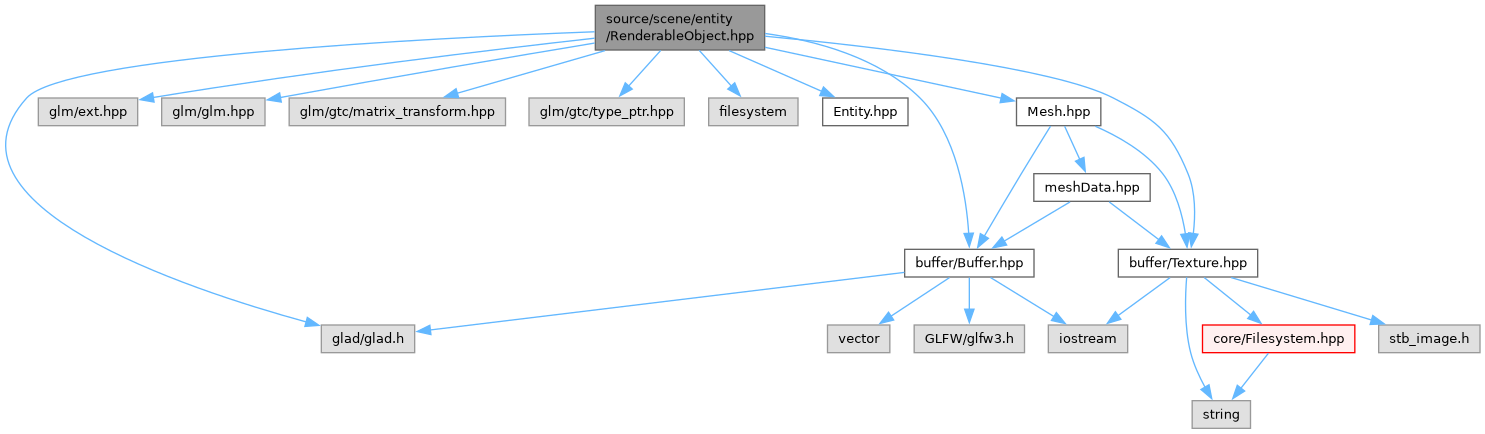 source/scene/entity
/RenderableObject.hpp
glm/ext.hpp
glm/glm.hpp
glm/gtc/matrix_transform.hpp
glm/gtc/type_ptr.hpp
filesystem
Entity.hpp
Mesh.hpp
meshData.hpp
buffer/Buffer.hpp
buffer/Texture.hpp
glad/glad.h
vector
GLFW/glfw3.h
iostream
core/Filesystem.hpp
stb_image.h
string